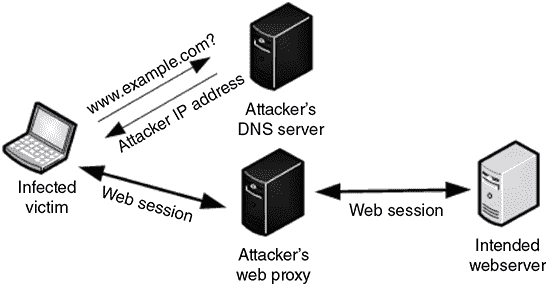 www.example.com?
Attacker IP address
Attacker's
DNS server
Infected
victim
Web session
Attacker's
web proxy
Web session
Intended
webserver